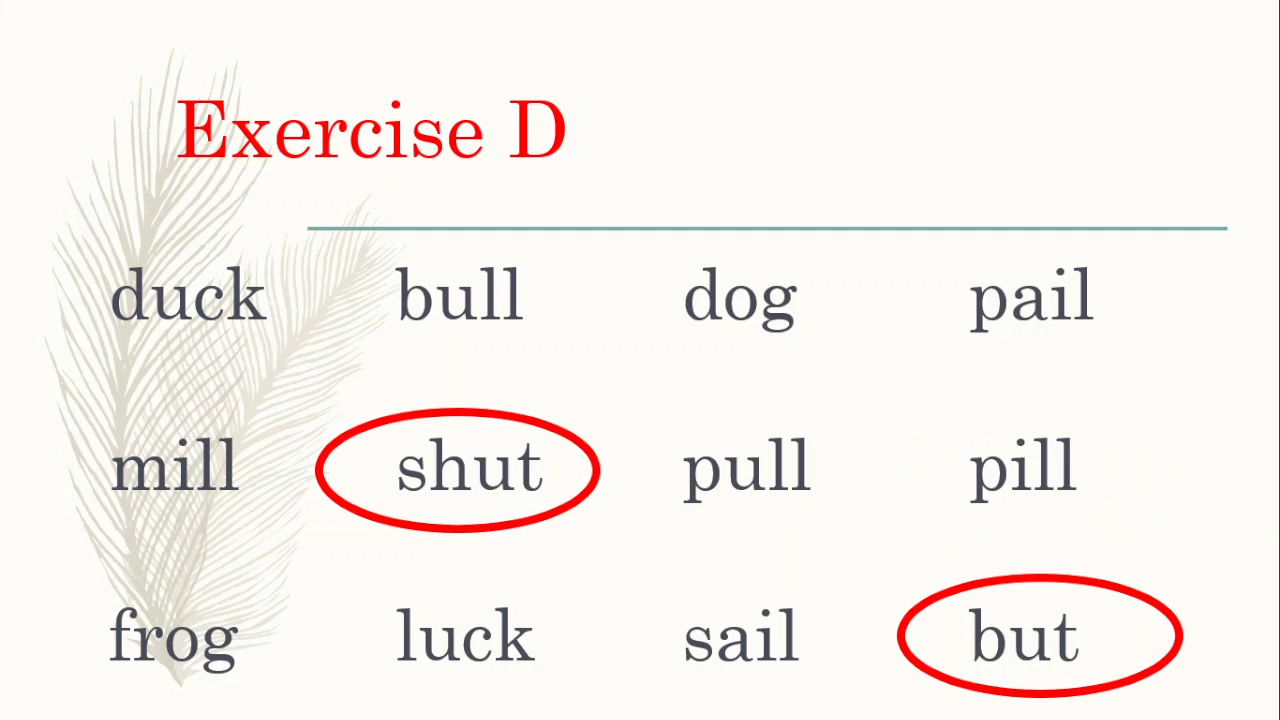 Exercise D
duck bull dog pail
mill shut pull pill
frog luck sail but